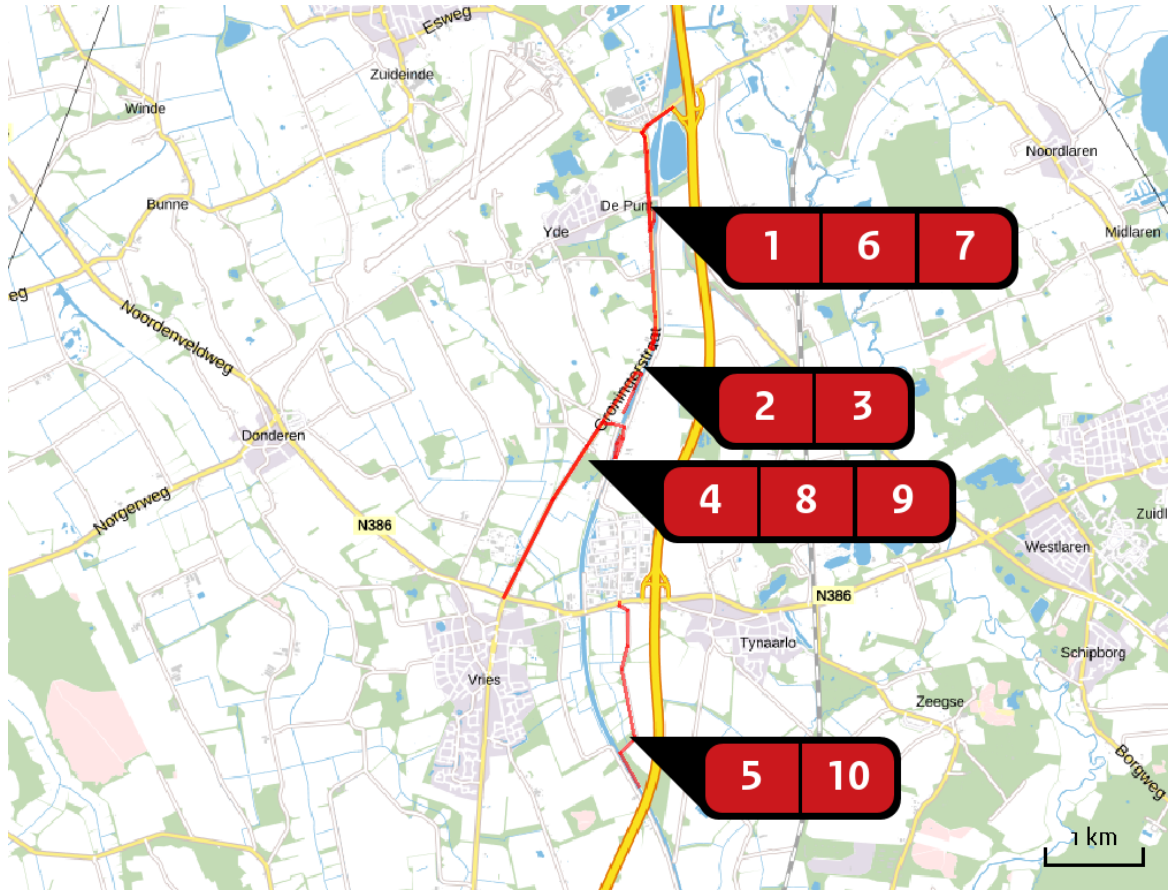 Esweg
Zuideinde
Winde
Noordlaren
Bunne
De Pun
Yde
Midlaren
1 6 7
eg
Noordenveldweg
Groningerstraat
2 3
Donderen
4 8 9
Norgerweg
N386
Zuidl
Westlaren
N386
Tynaarlo
Schipborg
Vries
Zeegse
5 10
Borgweg
1 km